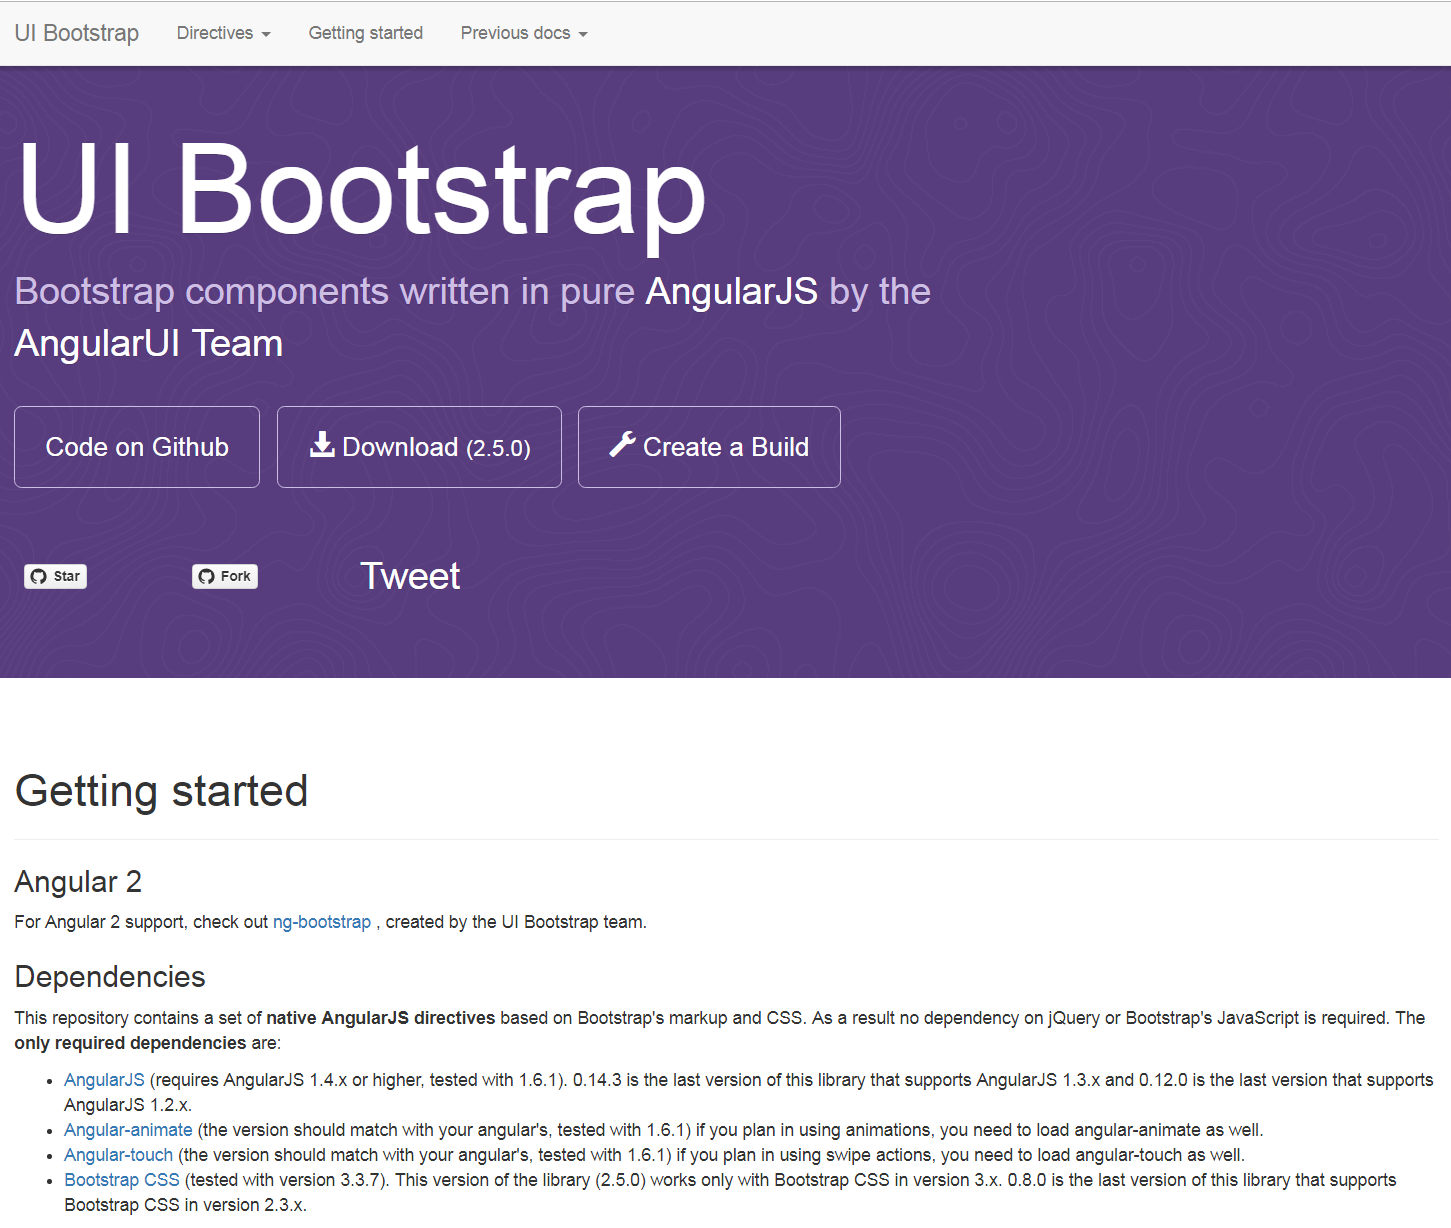 UI Bootstrap Directives Getting started Previous docs
UI Bootstrap
Bootstrap components written in pure AngularJS by the
AngularUI Team
Code on Github Download (2.5.0) Create a Build
Star Fork Tweet
Getting started
Angular 2
For Angular 2 support, check out ng-bootstrap , created by the UI Bootstrap team.
Dependencies
This repository contains a set of native AngularJS directives based on Bootstrap's markup and CSS. As a result no dependency on jQuery or Bootstrap's JavaScript is required. The
only required dependencies are:
• AngularJS (requires AngularJS 1.4.x or higher, tested with 1.6.1). 0.14.3 is the last version of this library that supports AngularJS 1.3.x and 0.12.0 is the last version that supports
AngularJS 1.2.x.
• Angular-animate (the version should match with your angular's, tested with 1.6.1) if you plan in using animations, you need to load angular-animate as well.
• Angular-touch (the version should match with your angular's, tested with 1.6.1) if you plan in using swipe actions, you need to load angular-touch as well.
• Bootstrap CSS (tested with version 3.3.7). This version of the library (2.5.0) works only with Bootstrap CSS in version 3.x. 0.8.0 is the last version of this library that supports
Bootstrap CSS in version 2.3.x.